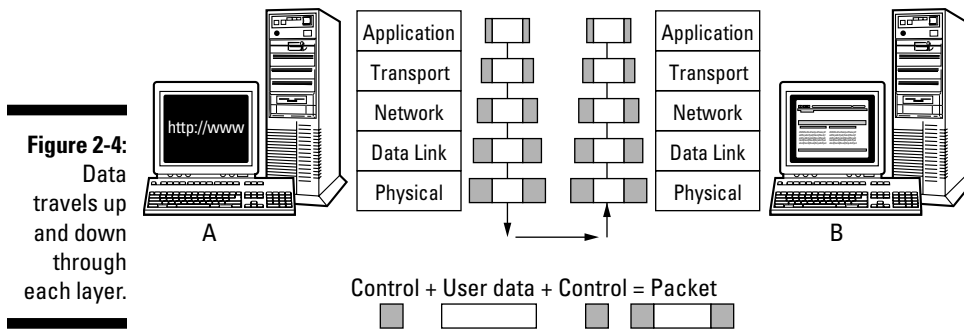 Figure 2-4:
Data
travels up
and down
through
each layer.
http://www
A
Application
Transport
Network
Data Link
Physical
Application
Transport
Network
Data Link
Physical
B
Control + User data + Control = Packet